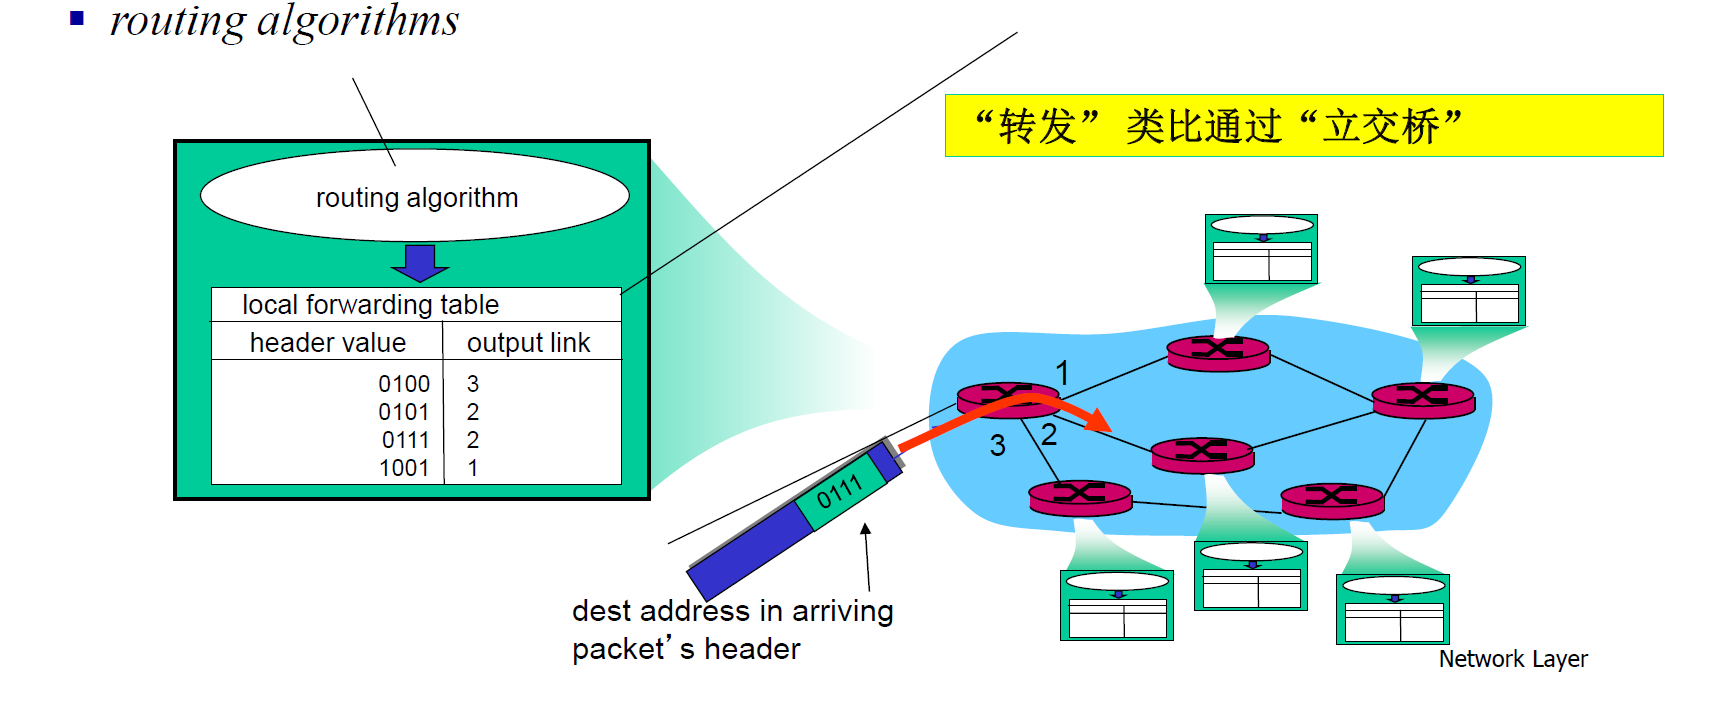 ▪ routing algorithms
“转发” 类比通过“立交桥”
routing algorithm
local forwarding table
header value output link
0100 3
0101 2
0111 2
1001 1
1
2
3
0111
dest address in arriving
packet’s header
Network Layer